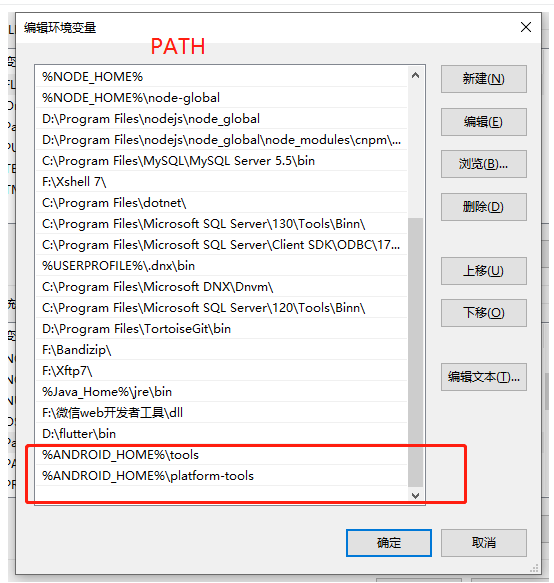 编辑环境变量
PATH
%NODE_HOME%
%NODE_HOME%\node-global
D:\Program Files\nodejs\node_global
D:\Program Files\nodejs\node_global\node_modules\cnpm\...
C:\Program Files\MySQL\MySQL Server 5.5\bin
F:\Xshell 7\
C:\Program Files\dotnet\
C:\Program Files\Microsoft SQL Server\130\Tools\Binn\
C:\Program Files\Microsoft SQL Server\Client SDK\ODBC\17...
%USERPROFILE%\.dnx\bin
C:\Program Files\Microsoft DNX\Dnvm\
C:\Program Files\Microsoft SQL Server\120\Tools\Binn\
D:\Program Files\TortoiseGit\bin
F:\Bandizip\
F:\Xftp7\
%Java_Home%\jre\bin
F:\微信web开发者工具\dll
D:\flutter\bin
%ANDROID_HOME%\tools
%ANDROID_HOME%\platform-tools
新建(N)
编辑(E)
浏览(B)...
删除(D)
上移(U)
下移(O)
编辑文本(T)...
确定
取消